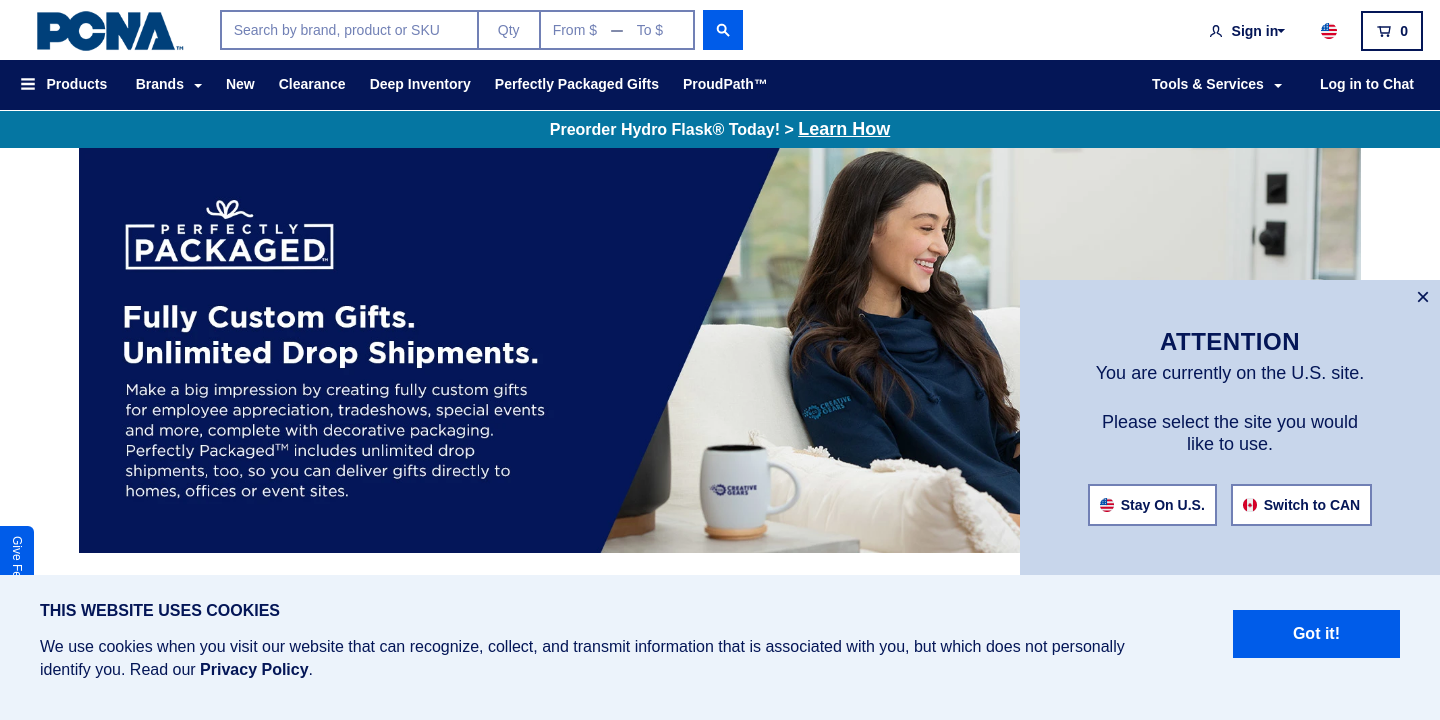 PCNA™
Search by brand, product or SKU
Qty
From $ — To $
Sign in
0
Products
Brands
New
Clearance
Deep Inventory
Perfectly Packaged Gifts
ProudPath™
Tools & Services
Log in to Chat
Preorder Hydro Flask® Today! > Learn How
PERFECTLY
PACKAGED™
Fully Custom Gifts.
Unlimited Drop Shipments.
Make a big impression by creating fully custom gifts
for employee appreciation, tradeshows, special events
and more, complete with decorative packaging.
Perfectly Packaged™ includes unlimited drop
shipments, too, so you can deliver gifts directly to
homes, offices or event sites.
CREATIVE
GEARS
CREATIVE
GEARS
×
ATTENTION
You are currently on the U.S. site.
Please select the site you would
like to use.
Stay On U.S.
Switch to CAN
Give Fe
THIS WEBSITE USES COOKIES
We use cookies when you visit our website that can recognize, collect, and transmit information that is associated with you, but which does not personally
identify you. Read our Privacy Policy.
Got it!